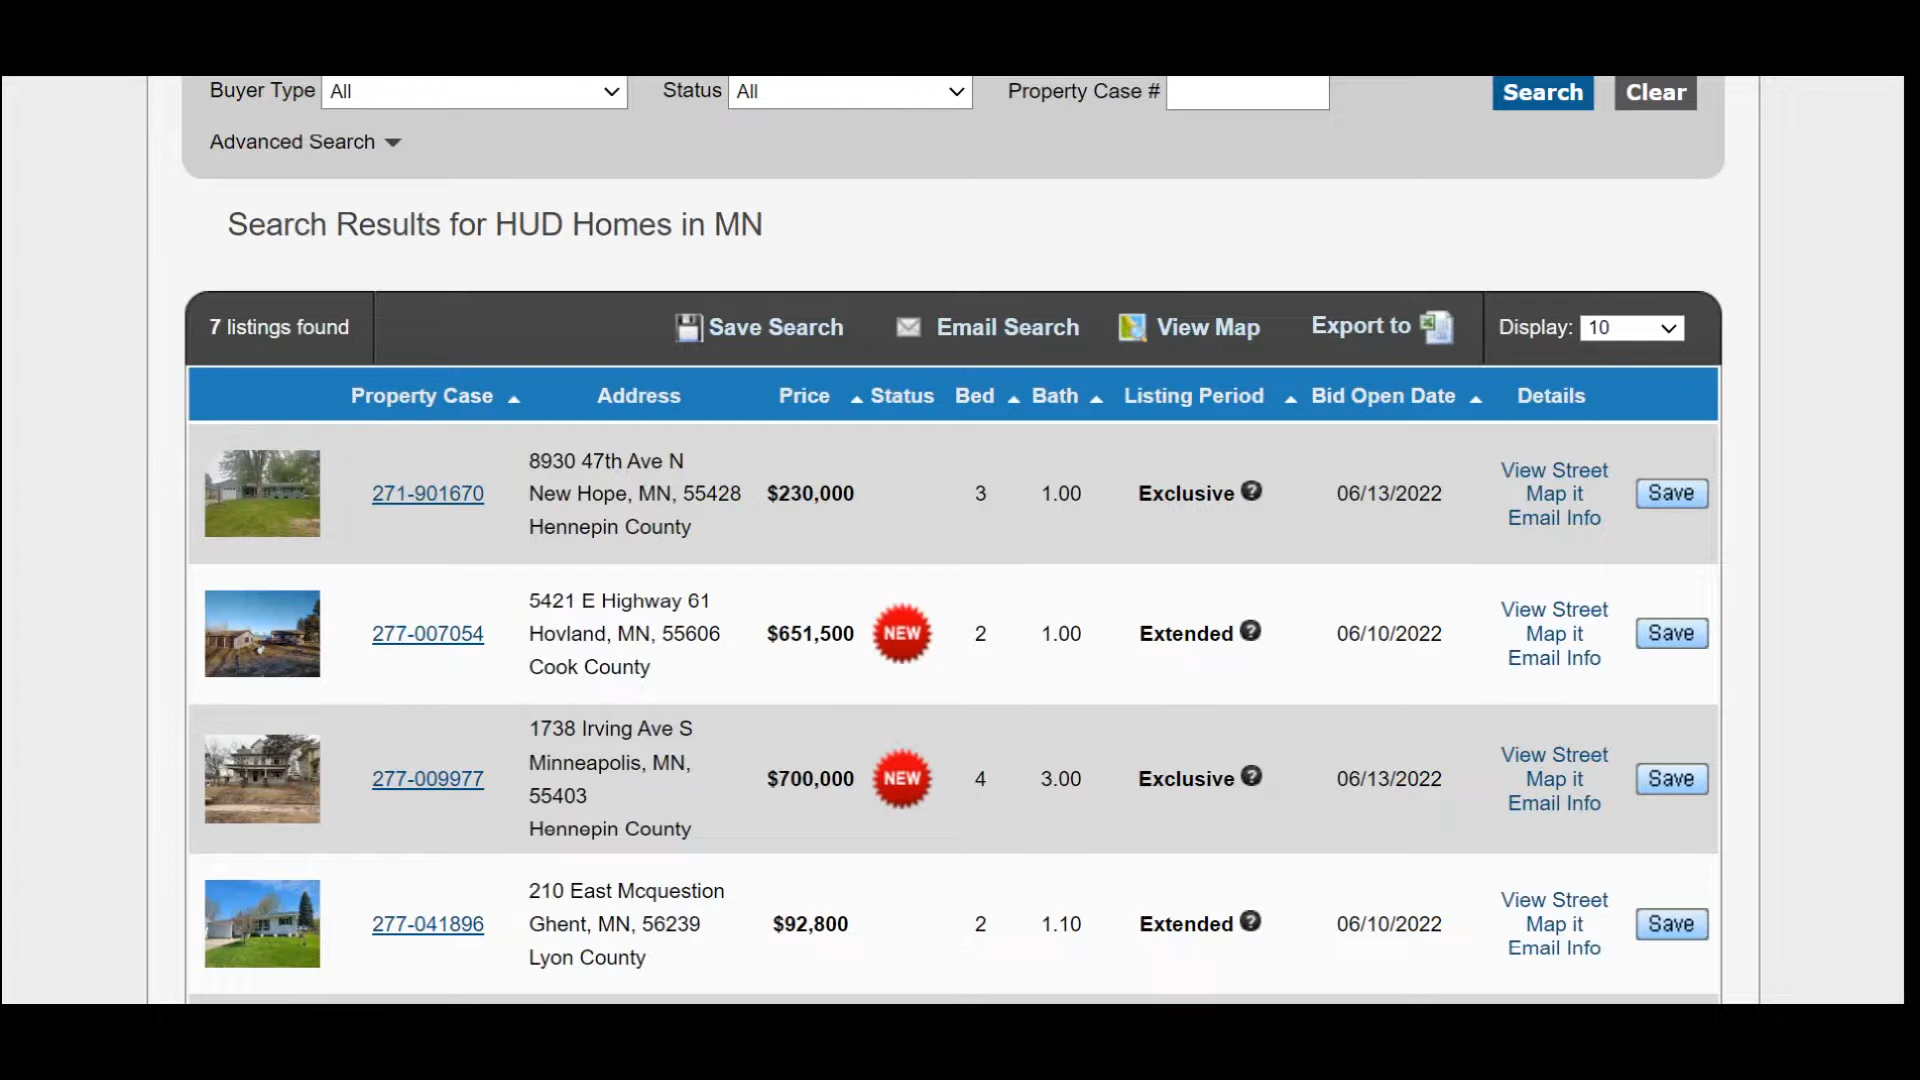 Buyer Type All Status All Property Case # Search Clear
Advanced Search
Search Results for HUD Homes in MN
7 listings found Save Search Email Search View Map Export to Display: 10
Property Case Address Price Status Bed Bath Listing Period Bid Open Date Details
8930 47th Ave N
New Hope, MN, 55428
Hennepin County
271-901670 $230,000 3 1.00 Exclusive ? 06/13/2022
View Street
Map it
Email Info
Save
5421 E Highway 61
Hovland, MN, 55606
Cook County
277-007054 $651,500 NEW 2 1.00 Extended ? 06/10/2022
View Street
Map it
Email Info
Save
1738 Irving Ave S
Minneapolis, MN,
55403
Hennepin County
277-009977 $700,000 NEW 4 3.00 Exclusive ? 06/13/2022
View Street
Map it
Email Info
Save
210 East Mcquestion
Ghent, MN, 56239
Lyon County
277-041896 $92,800 2 1.10 Extended ? 06/10/2022
View Street
Map it
Email Info
Save